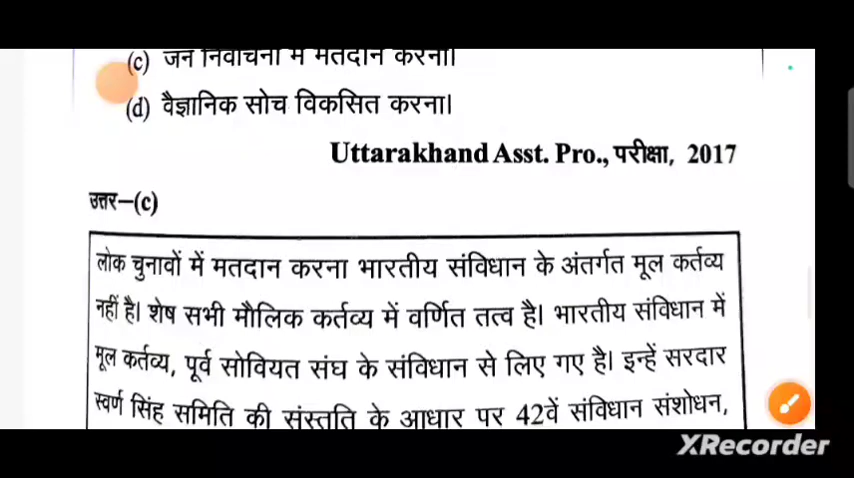 (c) जन निर्वाचनों में मतदान करना।
(d) वैज्ञानिक सोच विकसित करना।
Uttarakhand Asst. Pro., परीक्षा, 2017
उत्तर–(c)
लोक चुनावों में मतदान करना भारतीय संविधान के अंतर्गत मूल कर्तव्य
नहीं है। शेष सभी मौलिक कर्तव्य में वर्णित तत्व है। भारतीय संविधान में
मूल कर्तव्य, पूर्व सोवियत संघ के संविधान से लिए गए है। इन्हें सरदार
स्वर्ण सिंह समिति की संस्तुति के आधार पर 42वें संविधान संशोधन,
XRecorder